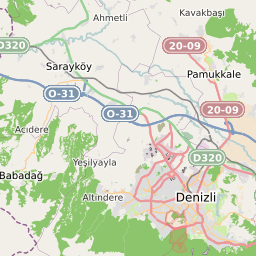 Kavakbaşı
Ahmetli
20-09
D320
Sarayköy
Pamukkale
O-31
O-31
20-09
Acıdere
Yeşilyayla
D320
Babadağ
Altındere
Denizli